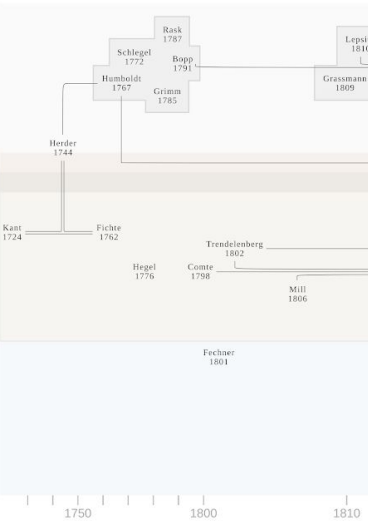 Rask
1787
Schlegel
1772
Bopp
1791
Humboldt
1767
Grimm
1785
Grassmann
1809
Herder
1744
Kant
1724
Fichte
1762
Trendelenberg
1802
Hegel
1776
Comte
1798
Mill
1806
Fechner
1801
1750
1800
1810